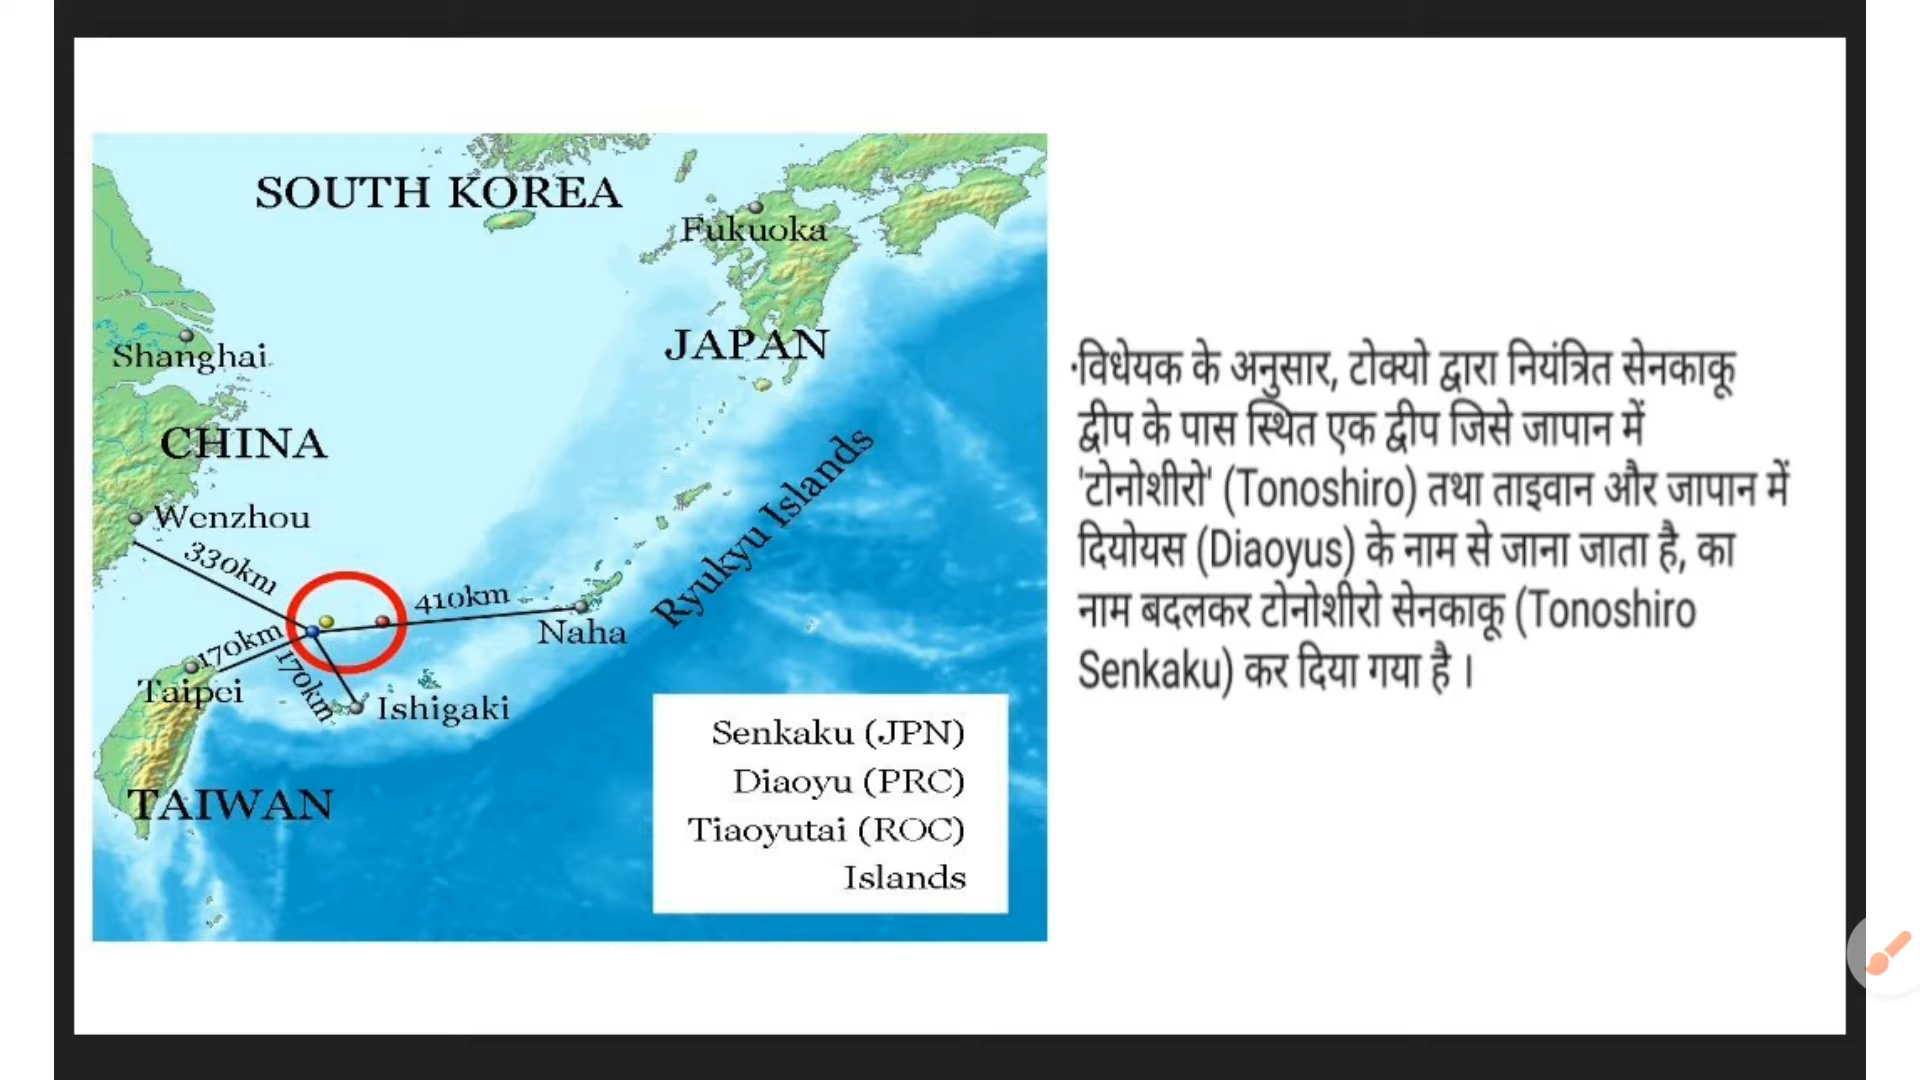 SOUTH KOREA
Fukuoka
JAPAN
Shanghai
CHINA
Wenzhou
330km
410km
Ryukyu Islands
Naha
170km
170km
Taipei
Ishigaki
TAIWAN
Senkaku (JPN)
Diaoyu (PRC)
Tiaoyutai (ROC)
Islands
·विधेयक के अनुसार, टोक्यो द्वारा नियंत्रित सेनकाकू
द्वीप के पास स्थित एक द्वीप जिसे जापान में
'टोनोशीरो' (Tonoshiro) तथा ताइवान और जापान में
दियोयस (Diaoyus) के नाम से जाना जाता है, का
नाम बदलकर टोनोशीरो सेनकाकू (Tonoshiro
Senkaku) कर दिया गया है ।